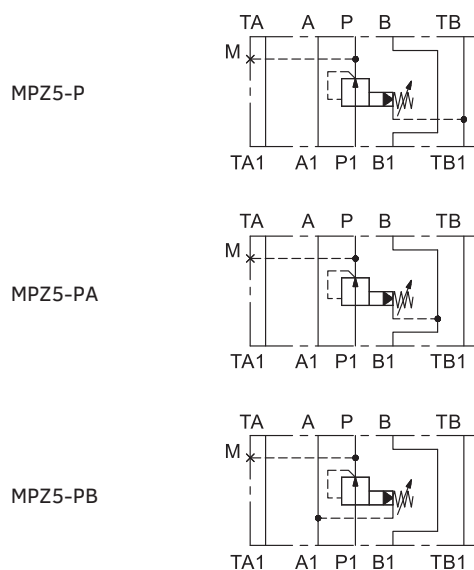 TA A P B TB
M
MPZ5-P
TA1 A1 P1 B1 TB1
TA A P B TB
M
MPZ5-PA
TA1 A1 P1 B1 TB1
TA A P B TB
M
MPZ5-PB
TA1 A1 P1 B1 TB1